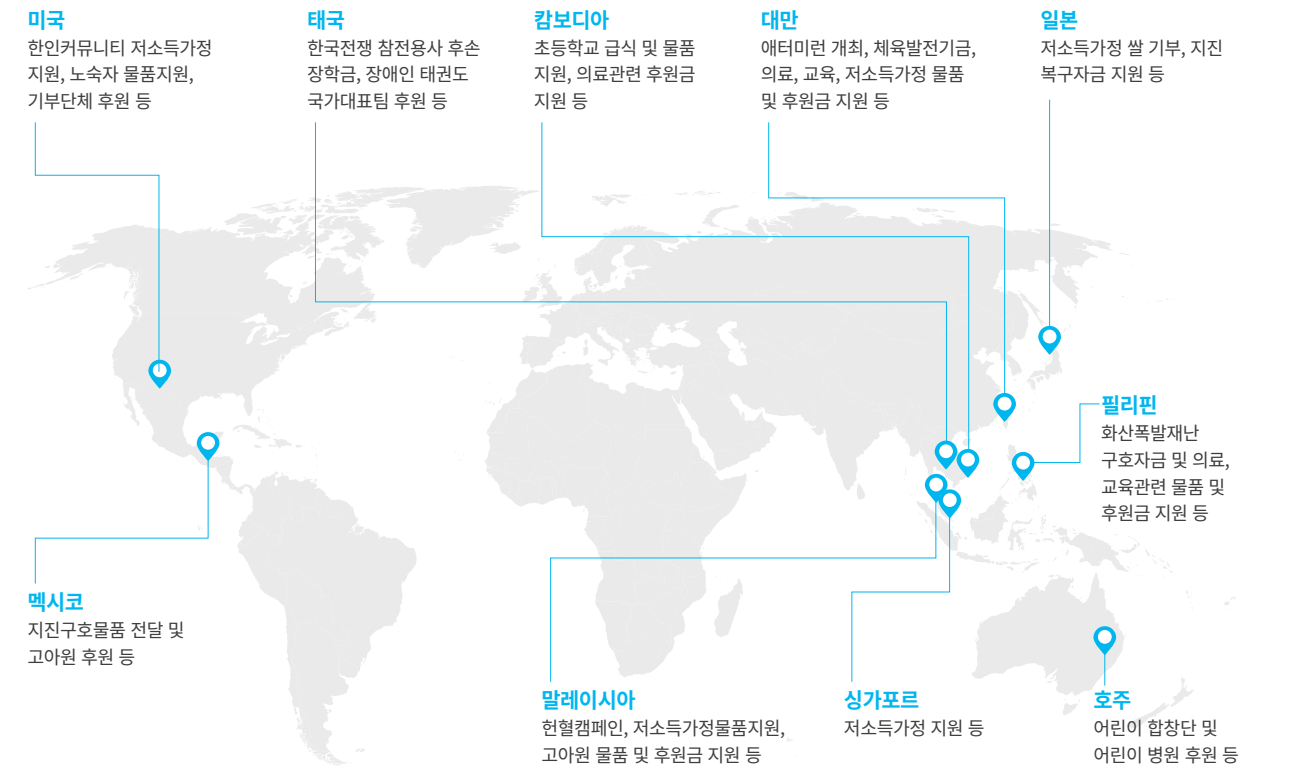 미국
한인커뮤니티 저소득가정
지원, 노숙자 물품지원,
기부단체 후원 등
태국
한국전쟁 참전용사 후손
장학금, 장애인 태권도
국가대표팀 후원 등
캄보디아
초등학교 급식 및 물품
지원, 의료관련 후원금
지원 등
대만
애터미런 개최, 체육발전기금,
의료, 교육, 저소득가정 물품
및 후원금 지원 등
일본
저소득가정 쌀 기부, 지진
복구자금 지원 등
필리핀
화산폭발재난
구호자금 및 의료,
교육관련 물품 및
후원금 지원 등
멕시코
지진구호물품 전달 및
고아원 후원 등
말레이시아
헌혈캠페인, 저소득가정물품지원,
고아원 물품 및 후원금 지원 등
싱가포르
저소득가정 지원 등
호주
어린이 합창단 및
어린이 병원 후원 등